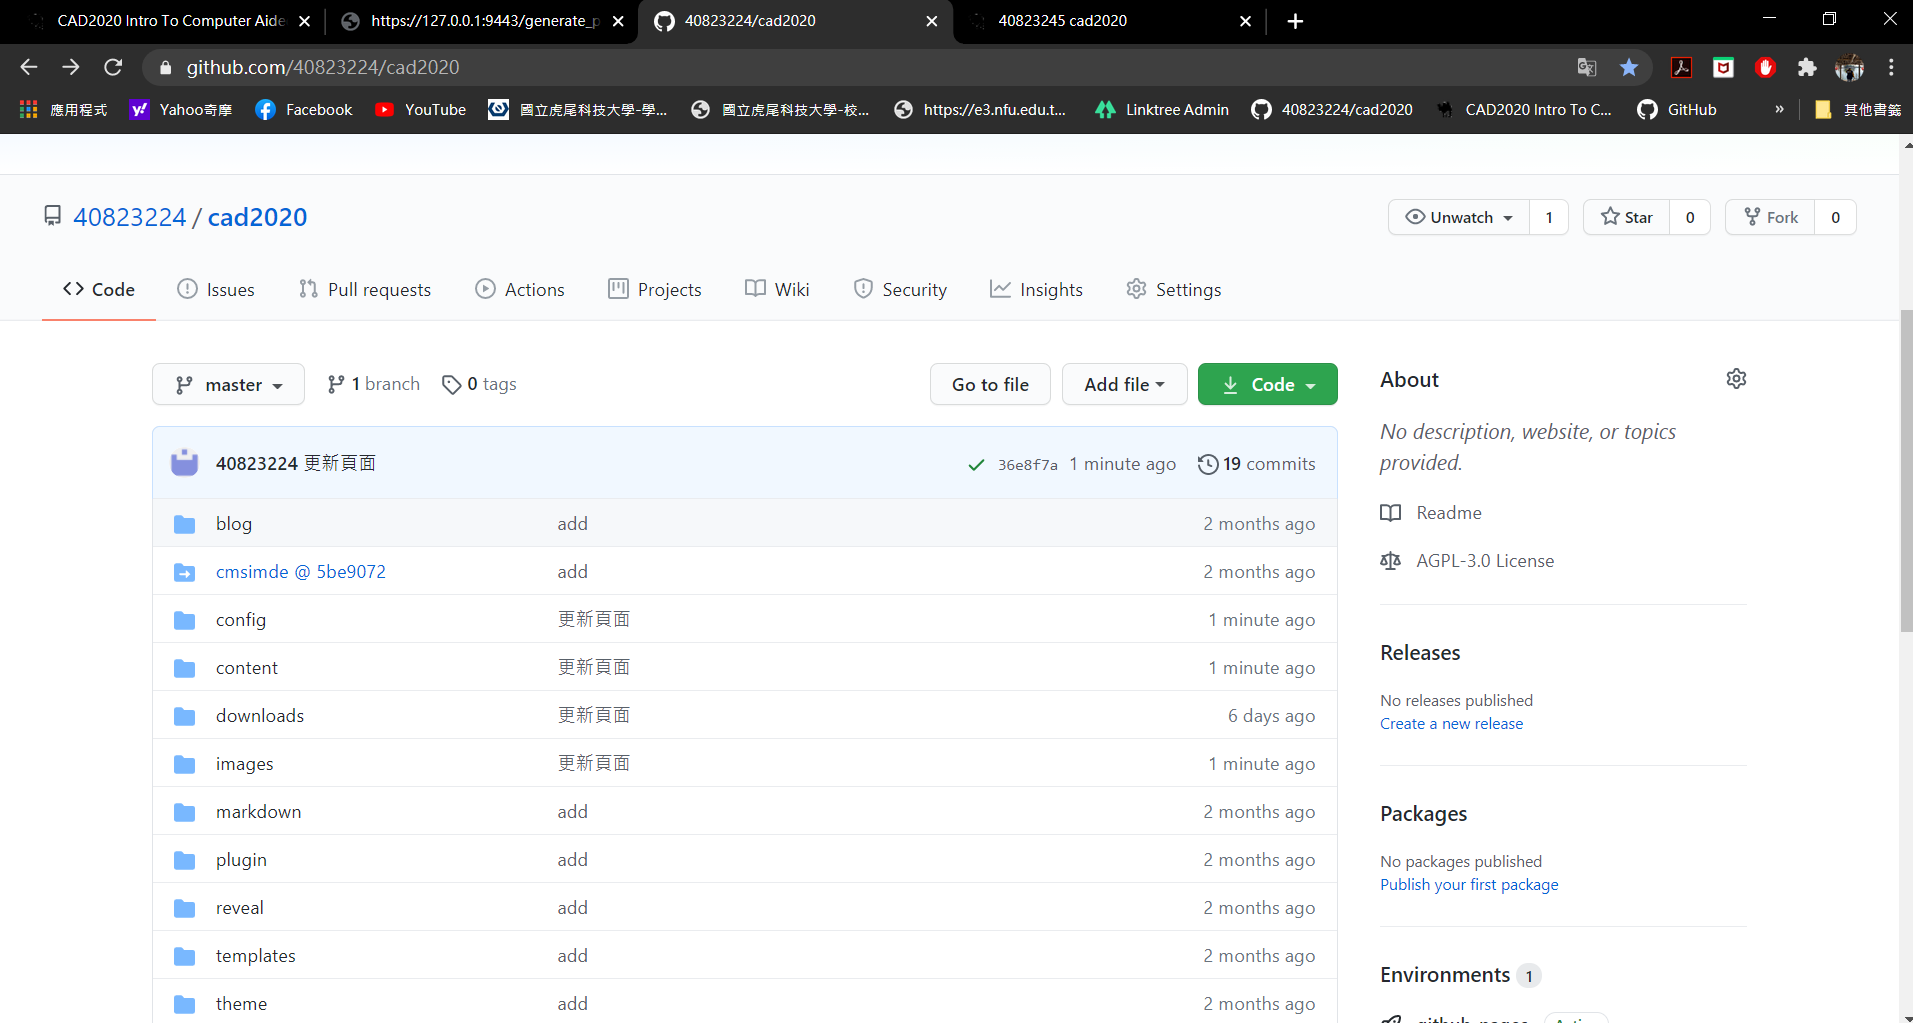 CAD2020 Intro To Computer Aide
https://127.0.0.1:9443/generate_p
40823224/cad2020
40823245 cad2020
github.com/40823224/cad2020
應用程式
Yahoo奇摩
Facebook
YouTube
國立虎尾科技大學-學...
國立虎尾科技大學-校...
https://e3.nfu.edu.t...
Linktree Admin
40823224/cad2020
CAD2020 Intro To C...
GitHub
»
其他書籤
40823224 / cad2020
Unwatch 1
Star 0
Fork 0
Code
Issues
Pull requests
Actions
Projects
Wiki
Security
Insights
Settings
master
1 branch
0 tags
Go to file
Add file
Code
40823224 更新頁面
36e8f7a 1 minute ago
19 commits
blog add 2 months ago
cmsimde @ 5be9072 add 2 months ago
config 更新頁面 1 minute ago
content 更新頁面 1 minute ago
downloads 更新頁面 6 days ago
images 更新頁面 1 minute ago
markdown add 2 months ago
plugin add 2 months ago
reveal add 2 months ago
templates add 2 months ago
theme add 2 months ago
About
No description, website, or topics
provided.
Readme
AGPL-3.0 License
Releases
No releases published
Create a new release
Packages
No packages published
Publish your first package
Environments 1